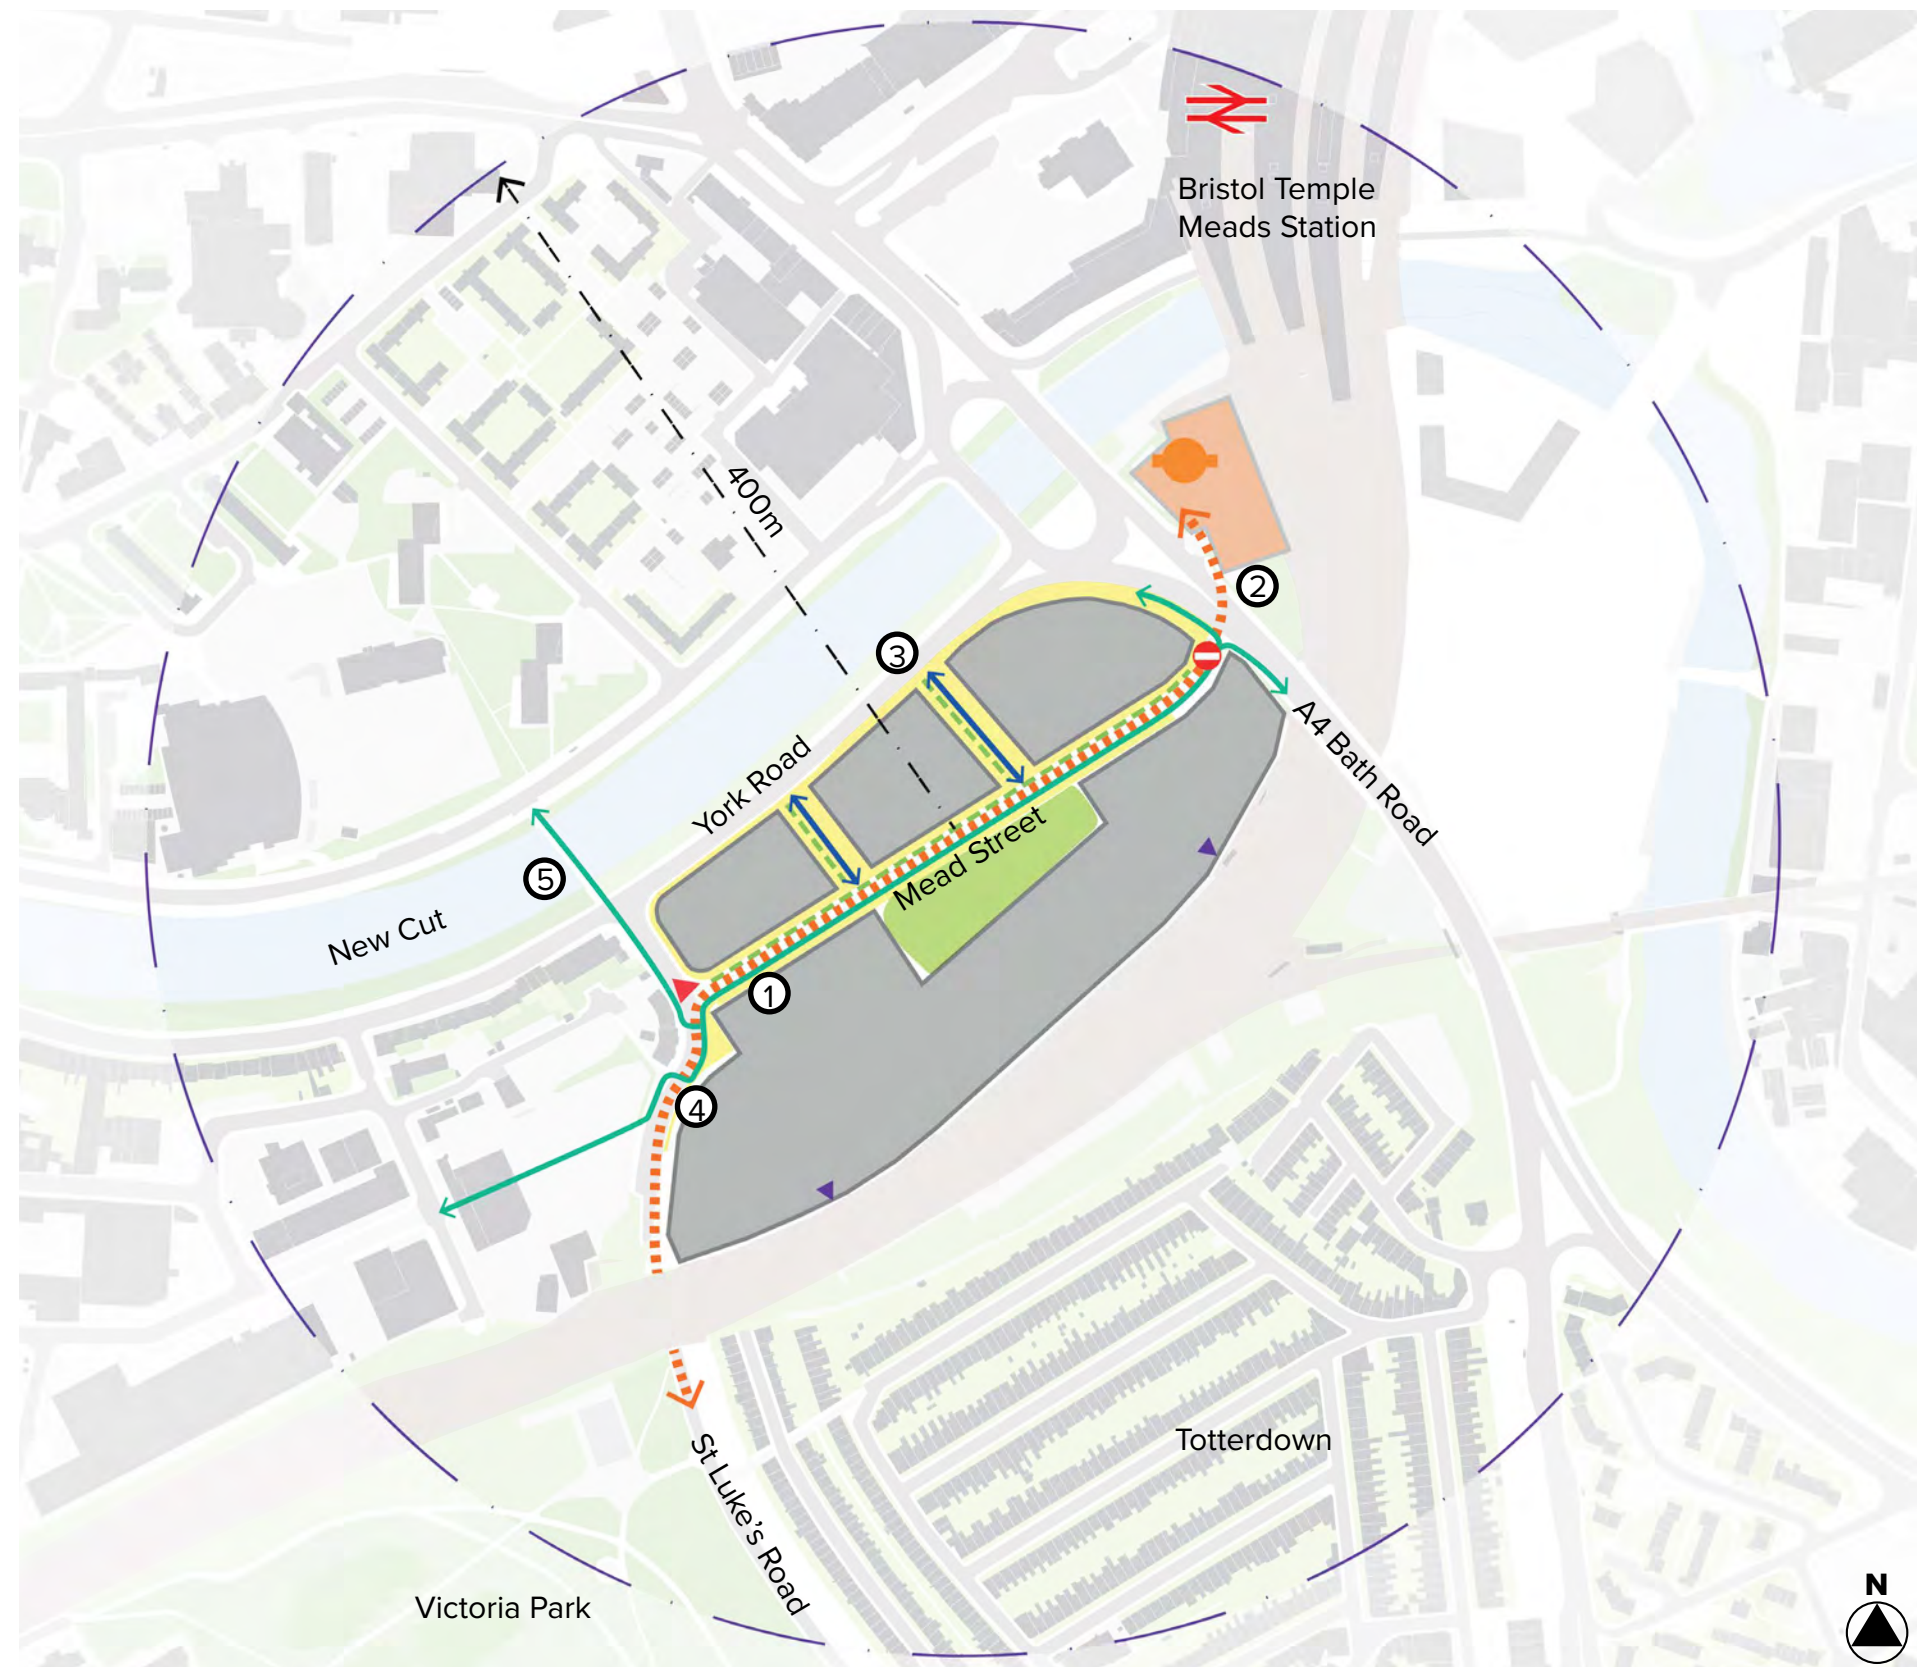 Bristol Temple
Meads Station
400m
2
3
York Road
A4 Bath Road
Mead Street
5
New Cut
1
4
Totterdown
St Luke's Road
Victoria Park
N